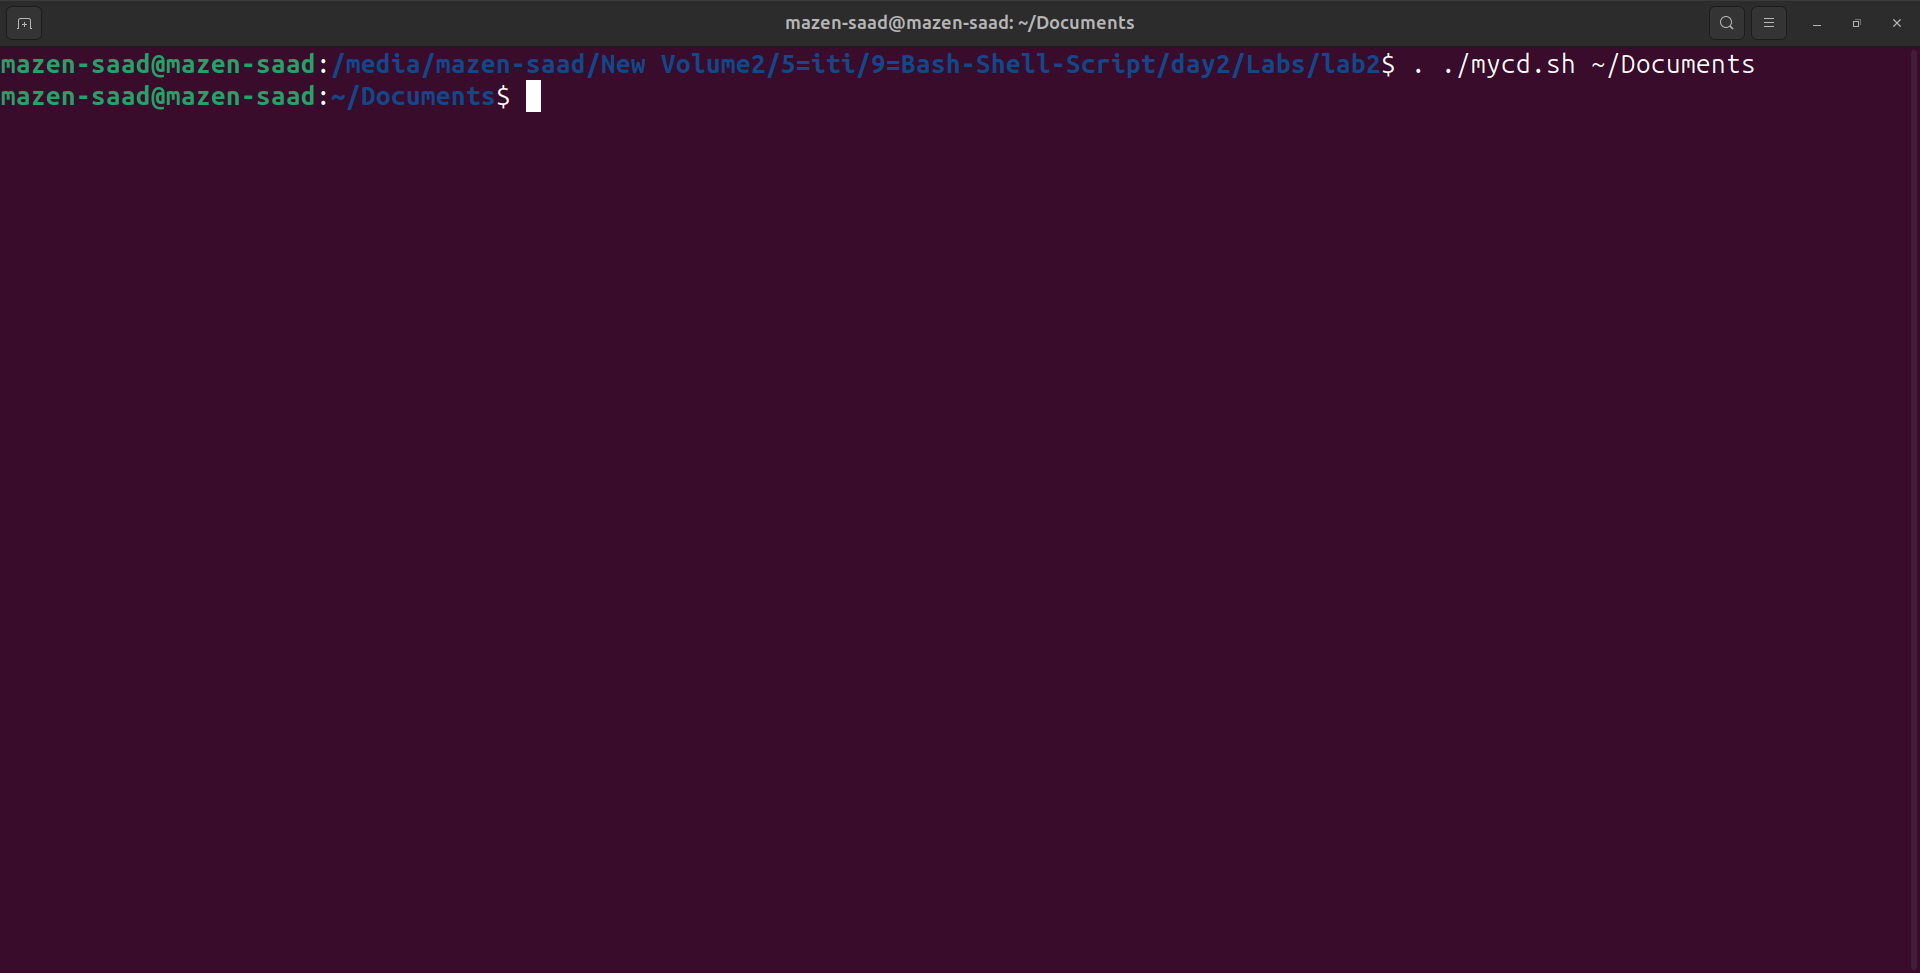 mazen-saad@mazen-saad: ~/Documents
mazen-saad@mazen-saad:/media/mazen-saad/New Volume2/5=iti/9=Bash-Shell-Script/day2/Labs/lab2$ . ./mycd.sh ~/Documents
mazen-saad@mazen-saad:~/Documents$